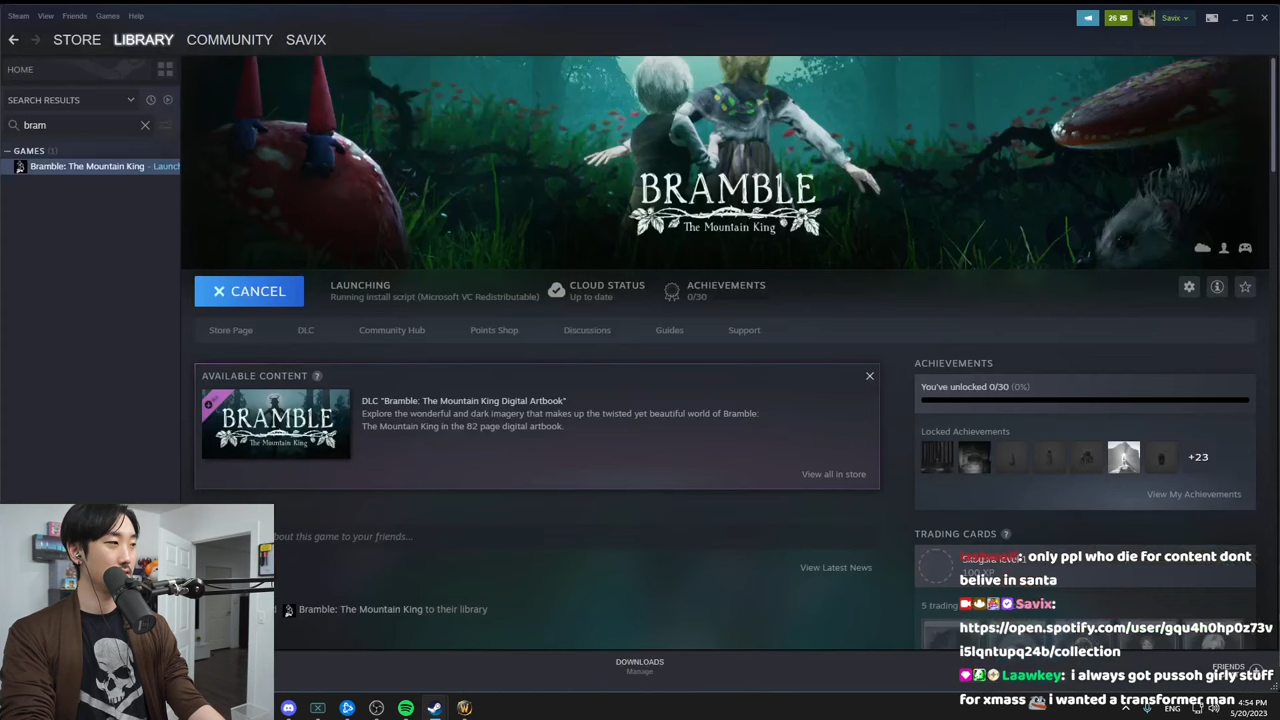 Steam View Friends Games Help
26 Savix
STORE LIBRARY COMMUNITY SAVIX
HOME
SEARCH RESULTS
bram
GAMES (1)
Bramble: The Mountain King - Launch
BRAMBLE
The Mountain King
CANCEL
LAUNCHING
Running install script (Microsoft VC Redistributable)
CLOUD STATUS
Up to date
ACHIEVEMENTS
0/30
Store Page DLC Community Hub Points Shop Discussions Guides Support
AVAILABLE CONTENT ?
BRAMBLE
The Mountain King
DLC "Bramble: The Mountain King Digital Artbook"
Explore the wonderful and dark imagery that makes up the twisted yet beautiful world of Bramble:
The Mountain King in the 82 page digital artbook.
View all in store
ACHIEVEMENTS
You've unlocked 0/30 (0%)
Locked Achievements
+23
View My Achievements
about this game to your friends...
View Latest News
Bramble: The Mountain King to their library
TRADING CARDS ?
100 XP
5 trading
: only ppl who die for content dont
belive in santa
Savix:
https://open.spotify.com/user/gqu4h0hp0z73v
i5lqntupq24b/collection
Laawkey: i always got pussoh girly stuff
for xmass i wanted a transformer man
DOWNLOADS
Manage
FRIENDS
ENG
4:54 PM
5/20/2023